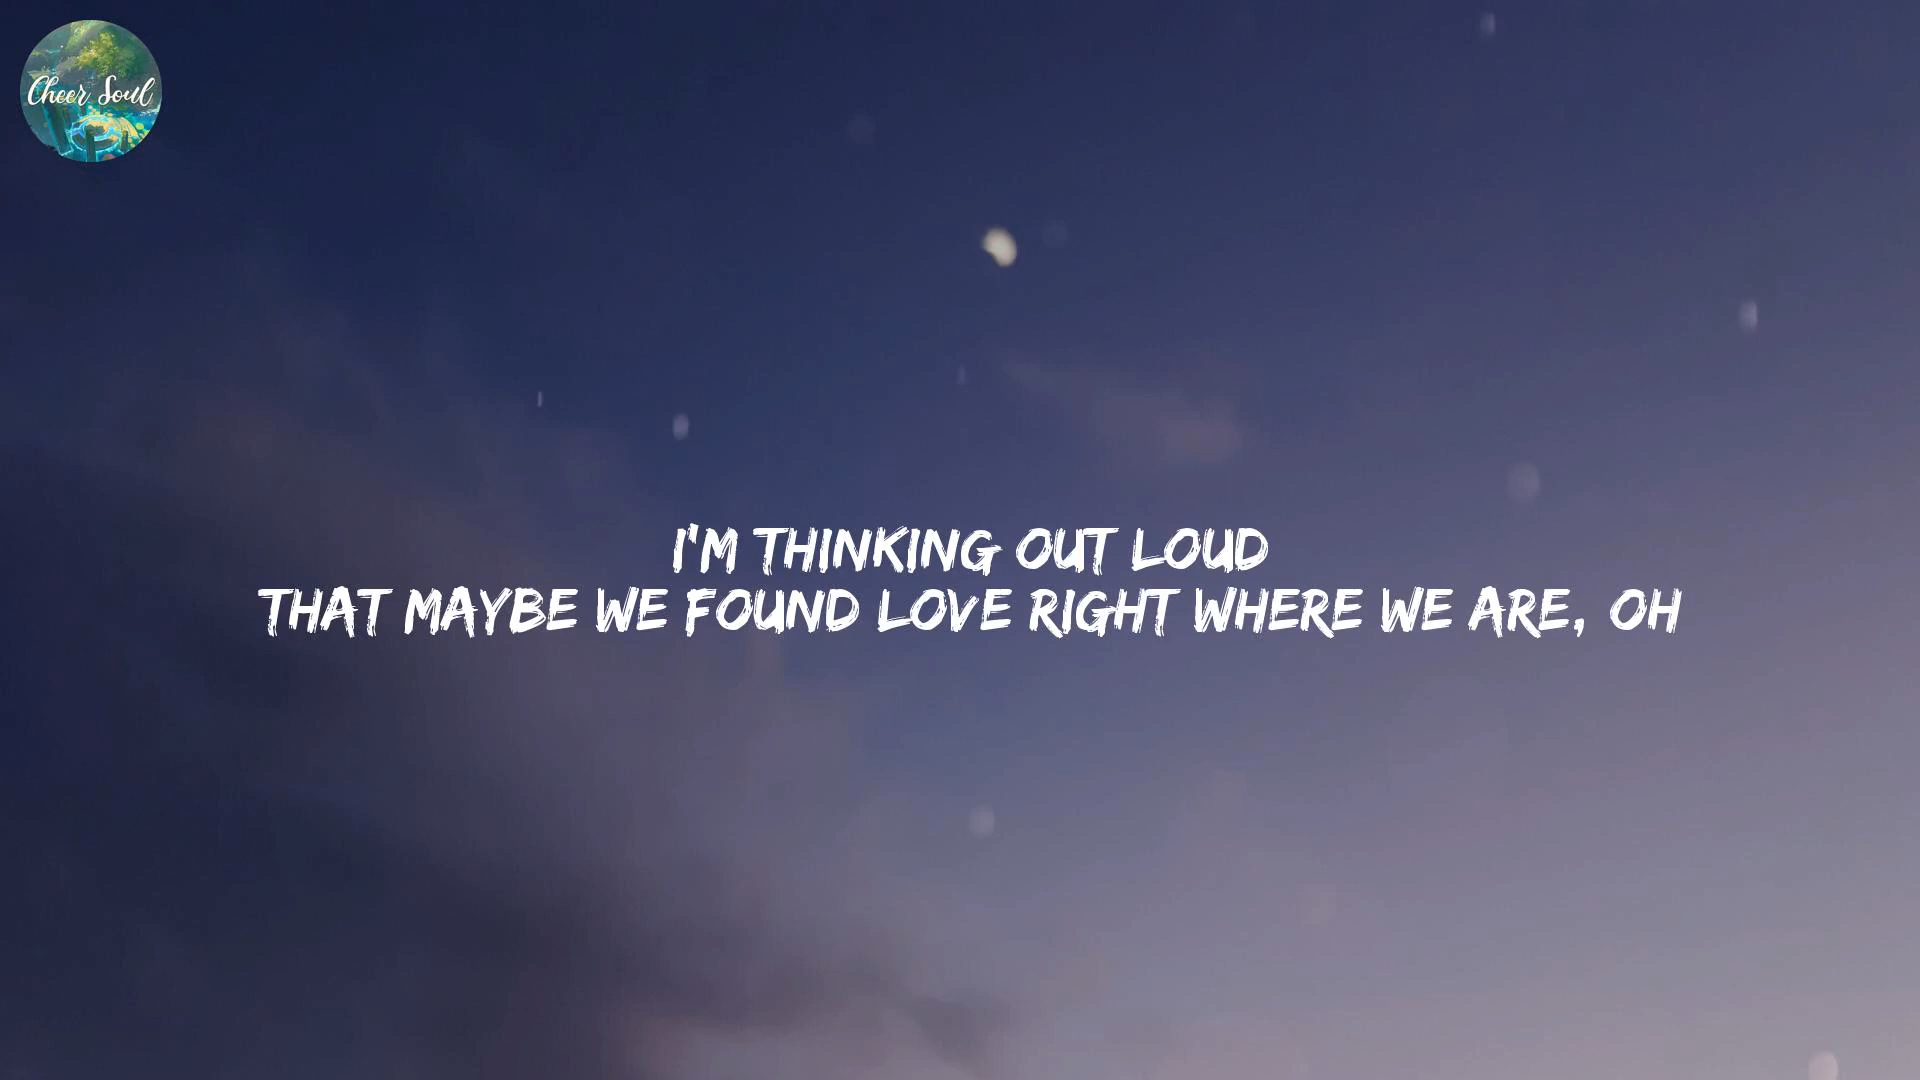 Cheer Soul
I'M THINKING OUT LOUD
THAT MAYBE WE FOUND LOVE RIGHT WHERE WE ARE, OH